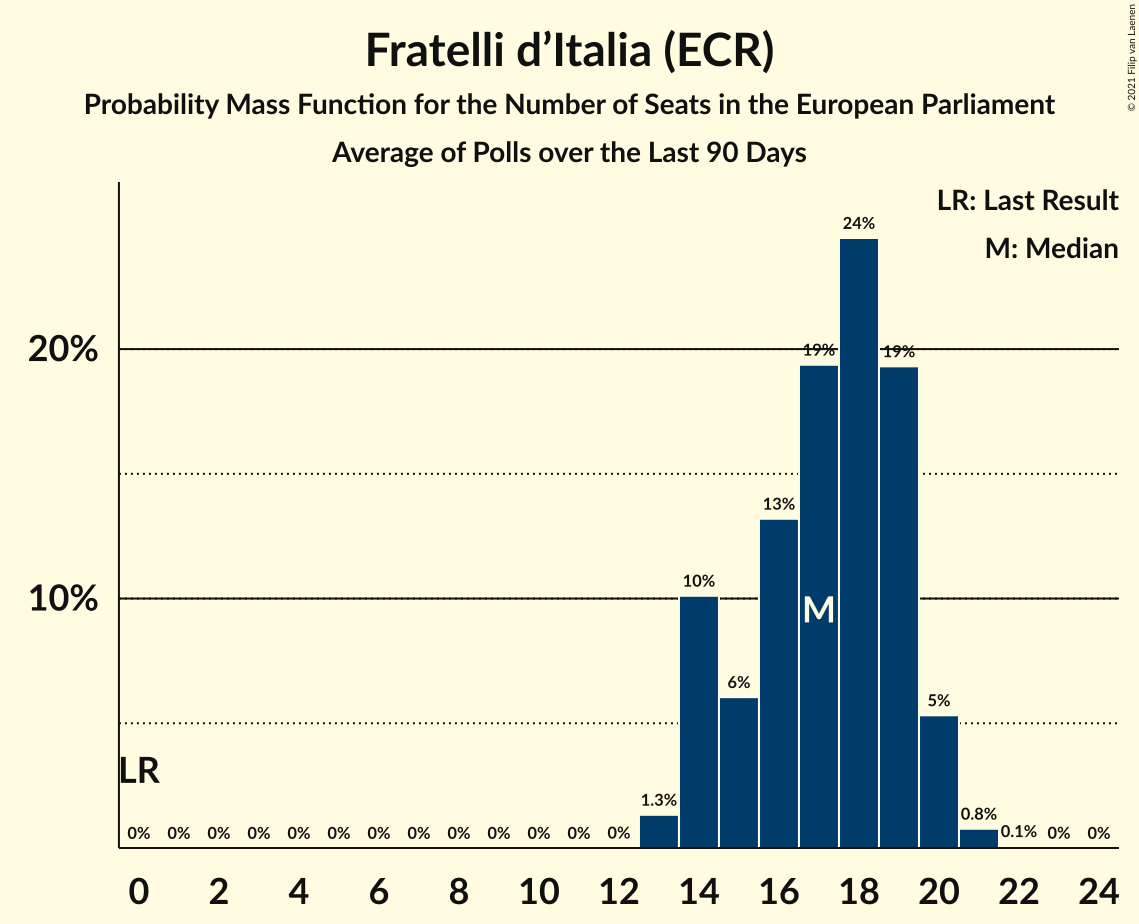 Fratelli d’Italia (ECR)
Probability Mass Function for the Number of Seats in the European Parliament
Average of Polls over the Last 90 Days
© 2021 Filip van Laenen
LR: Last Result
M: Median
24%
20%
19%
19%
13%
10%
10%
M
6%
5%
LR
1.3%
0.8%
0% 0% 0% 0% 0% 0% 0% 0% 0% 0% 0% 0% 0% 0.1% 0% 0%
0 2 4 6 8 10 12 14 16 18 20 22 24